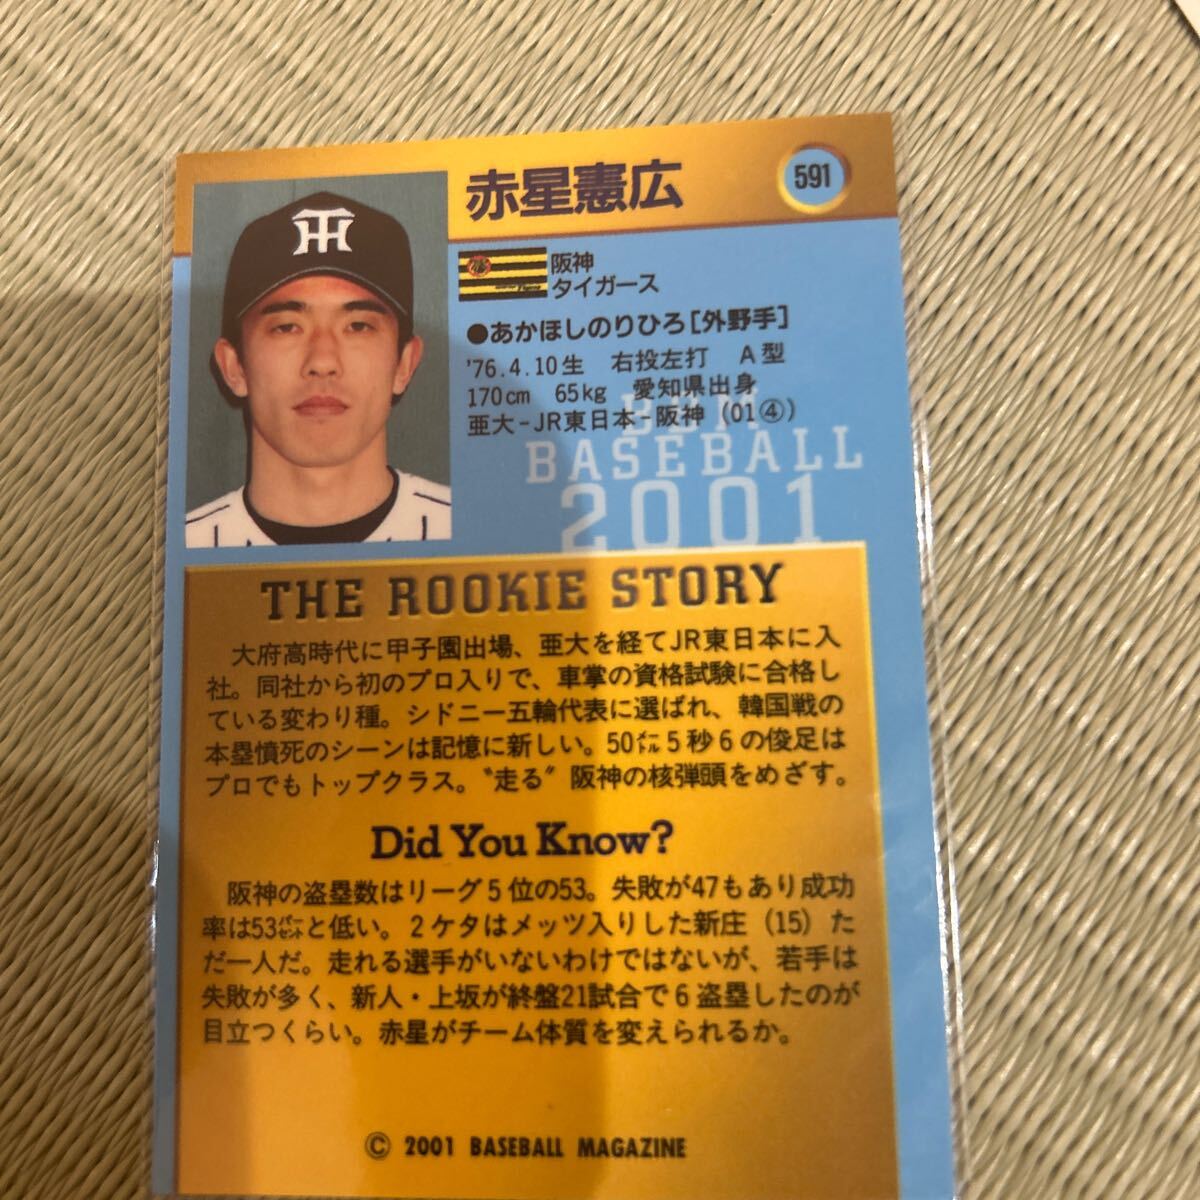 赤星憲広
591
TH
阪神
タイガース
●あかほしのりひろ[外野手]
'76.4.10生 右投左打 A型
170cm 65kg 愛知県出身
亜大-JR東日本-阪神 (01④)
BBM
BASEBALL
2001
THE ROOKIE STORY
大府高時代に甲子園出場、亜大を経てJR東日本に入
社。同社から初のプロ入りで、車掌の資格試験に合格し
ている変わり種。シドニー五輪代表に選ばれ、韓国戦の
本塁憤死のシーンは記憶に新しい。50㍍5秒6の俊足は
プロでもトップクラス。〝走る〟阪神の核弾頭をめざす。
Did You Know?
阪神の盗塁数はリーグ5位の53。失敗が47もあり成功
率は53㌫と低い。2ケタはメッツ入りした新庄(15)た
だ一人だ。走れる選手がいないわけではないが、若手は
失敗が多く、新人・上坂が終盤21試合で6盗塁したのが
目立つくらい。赤星がチーム体質を変えられるか。
© 2001 BASEBALL MAGAZINE